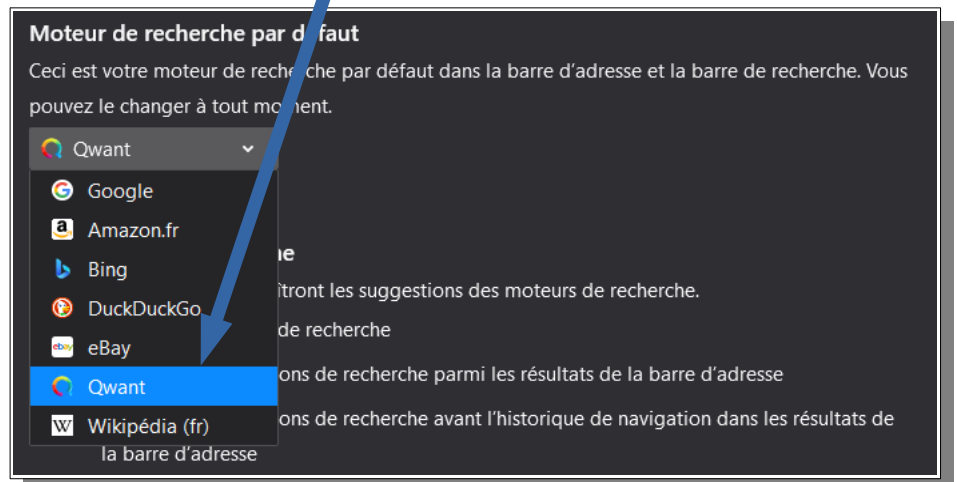 Moteur de recherche par défaut
Ceci est votre moteur de recherche par défaut dans la barre d’adresse et la barre de recherche. Vous
pouvez le changer à tout moment.
Qwant
Google
Amazon.fr
Bing
DuckDuckGo
eBay
Qwant
Wikipédia (fr)
ne
îtront les suggestions des moteurs de recherche.
de recherche
ons de recherche parmi les résultats de la barre d’adresse
ons de recherche avant l’historique de navigation dans les résultats de
la barre d’adresse